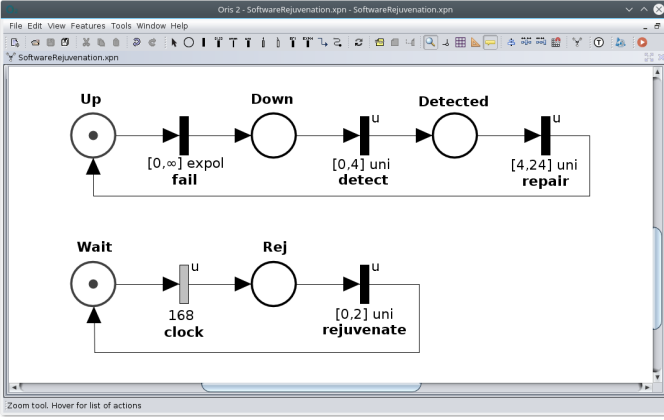 Oris 2 - SoftwareRejuvenation.xpn - SoftwareRejuvenation.xpn
File Edit View Features Tools Window Help
SoftwareRejuvenation.xpn
Up
Down
Detected
u
u
[0,∞] expol
[0,4] uni
[4,24] uni
fail
detect
repair
Wait
Rej
u
u
168
[0,2] uni
clock
rejuvenate
Zoom tool. Hover for list of actions